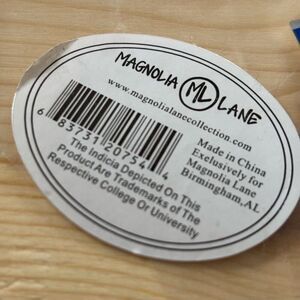 MAGNOLIA ML LANE
www.magnolialanecollection.com
6 83731 20754 4
Made in China
Exclusively for
Magnolia Lane
Birmingham, AL
The Indicia Depicted On This
Product Are Trademarks of The
Respective College Or University